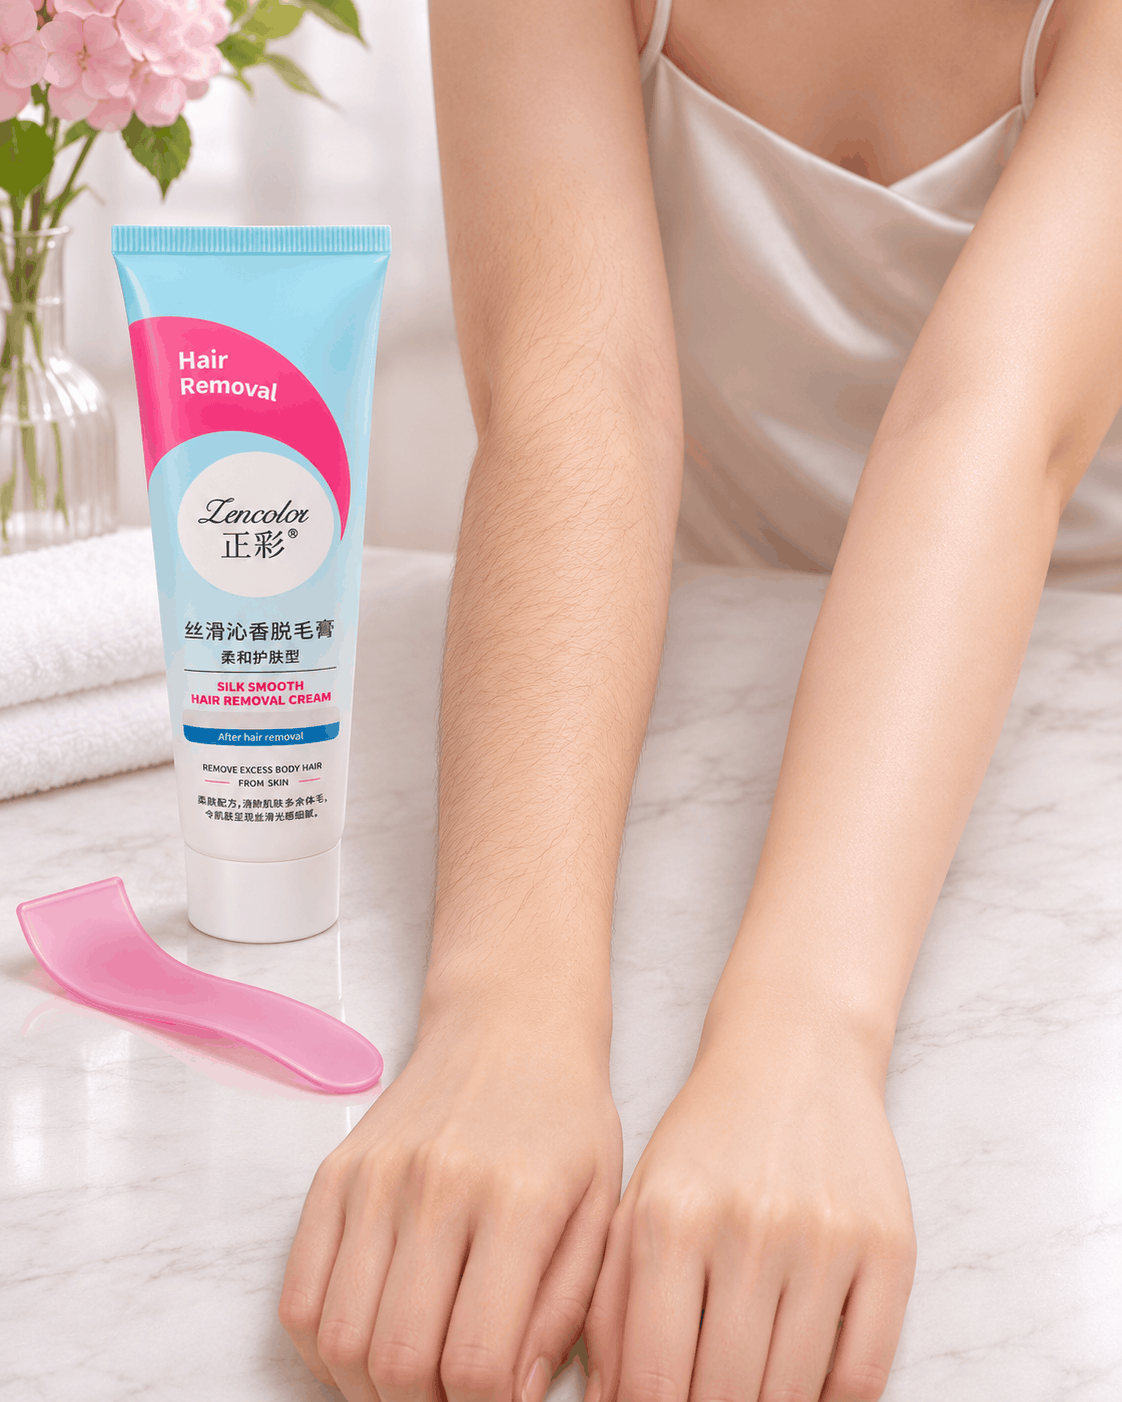 Hair
Removal
Zencolor
正彩®
丝滑沁香脱毛膏
柔和护肤型
SILK SMOOTH
HAIR REMOVAL CREAM
After hair removal
REMOVE EXCESS BODY HAIR
FROM SKIN
柔肤配方,清除肌肤多余体毛,
令肌肤呈现丝滑光感细腻。